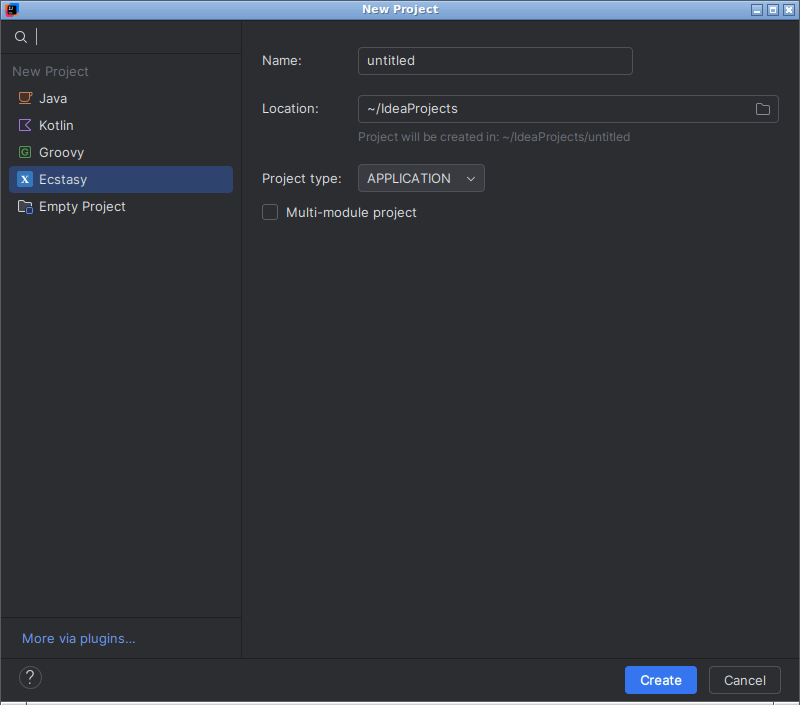 New Project
New Project
Java
Kotlin
G Groovy
X Ecstasy
Empty Project
More via plugins...
Name: untitled
Location: ~/IdeaProjects
Project will be created in: ~/IdeaProjects/untitled
Project type: APPLICATION
Multi-module project
? Create Cancel